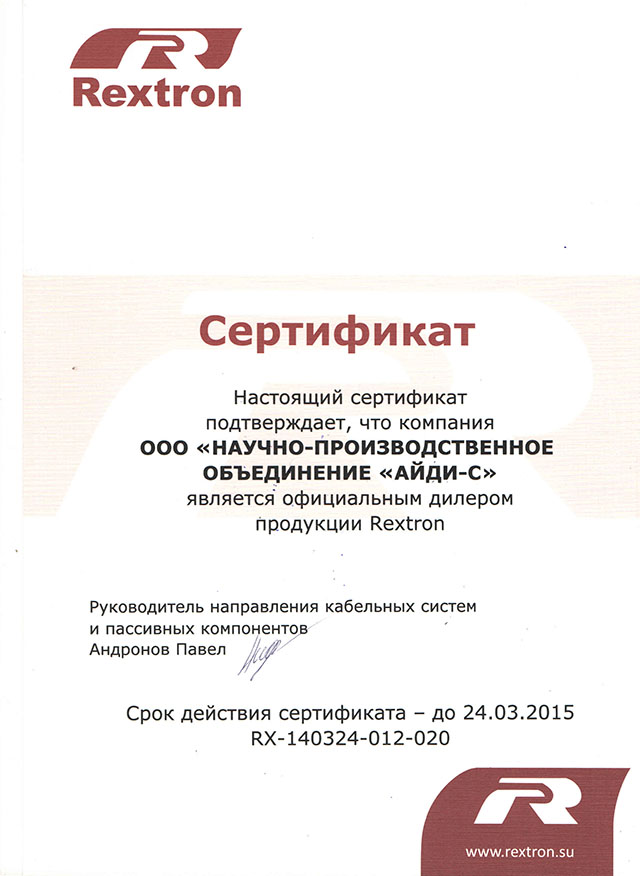 Rextron
Сертификат
Настоящий сертификат
подтверждает, что компания
ООО «НАУЧНО-ПРОИЗВОДСТВЕННОЕ
ОБЪЕДИНЕНИЕ «АЙДИ-С»
является официальным дилером
продукции Rextron
Руководитель направления кабельных систем
и пассивных компонентов
Андронов Павел
Срок действия сертификата – до 24.03.2015
RX-140324-012-020
www.rextron.su